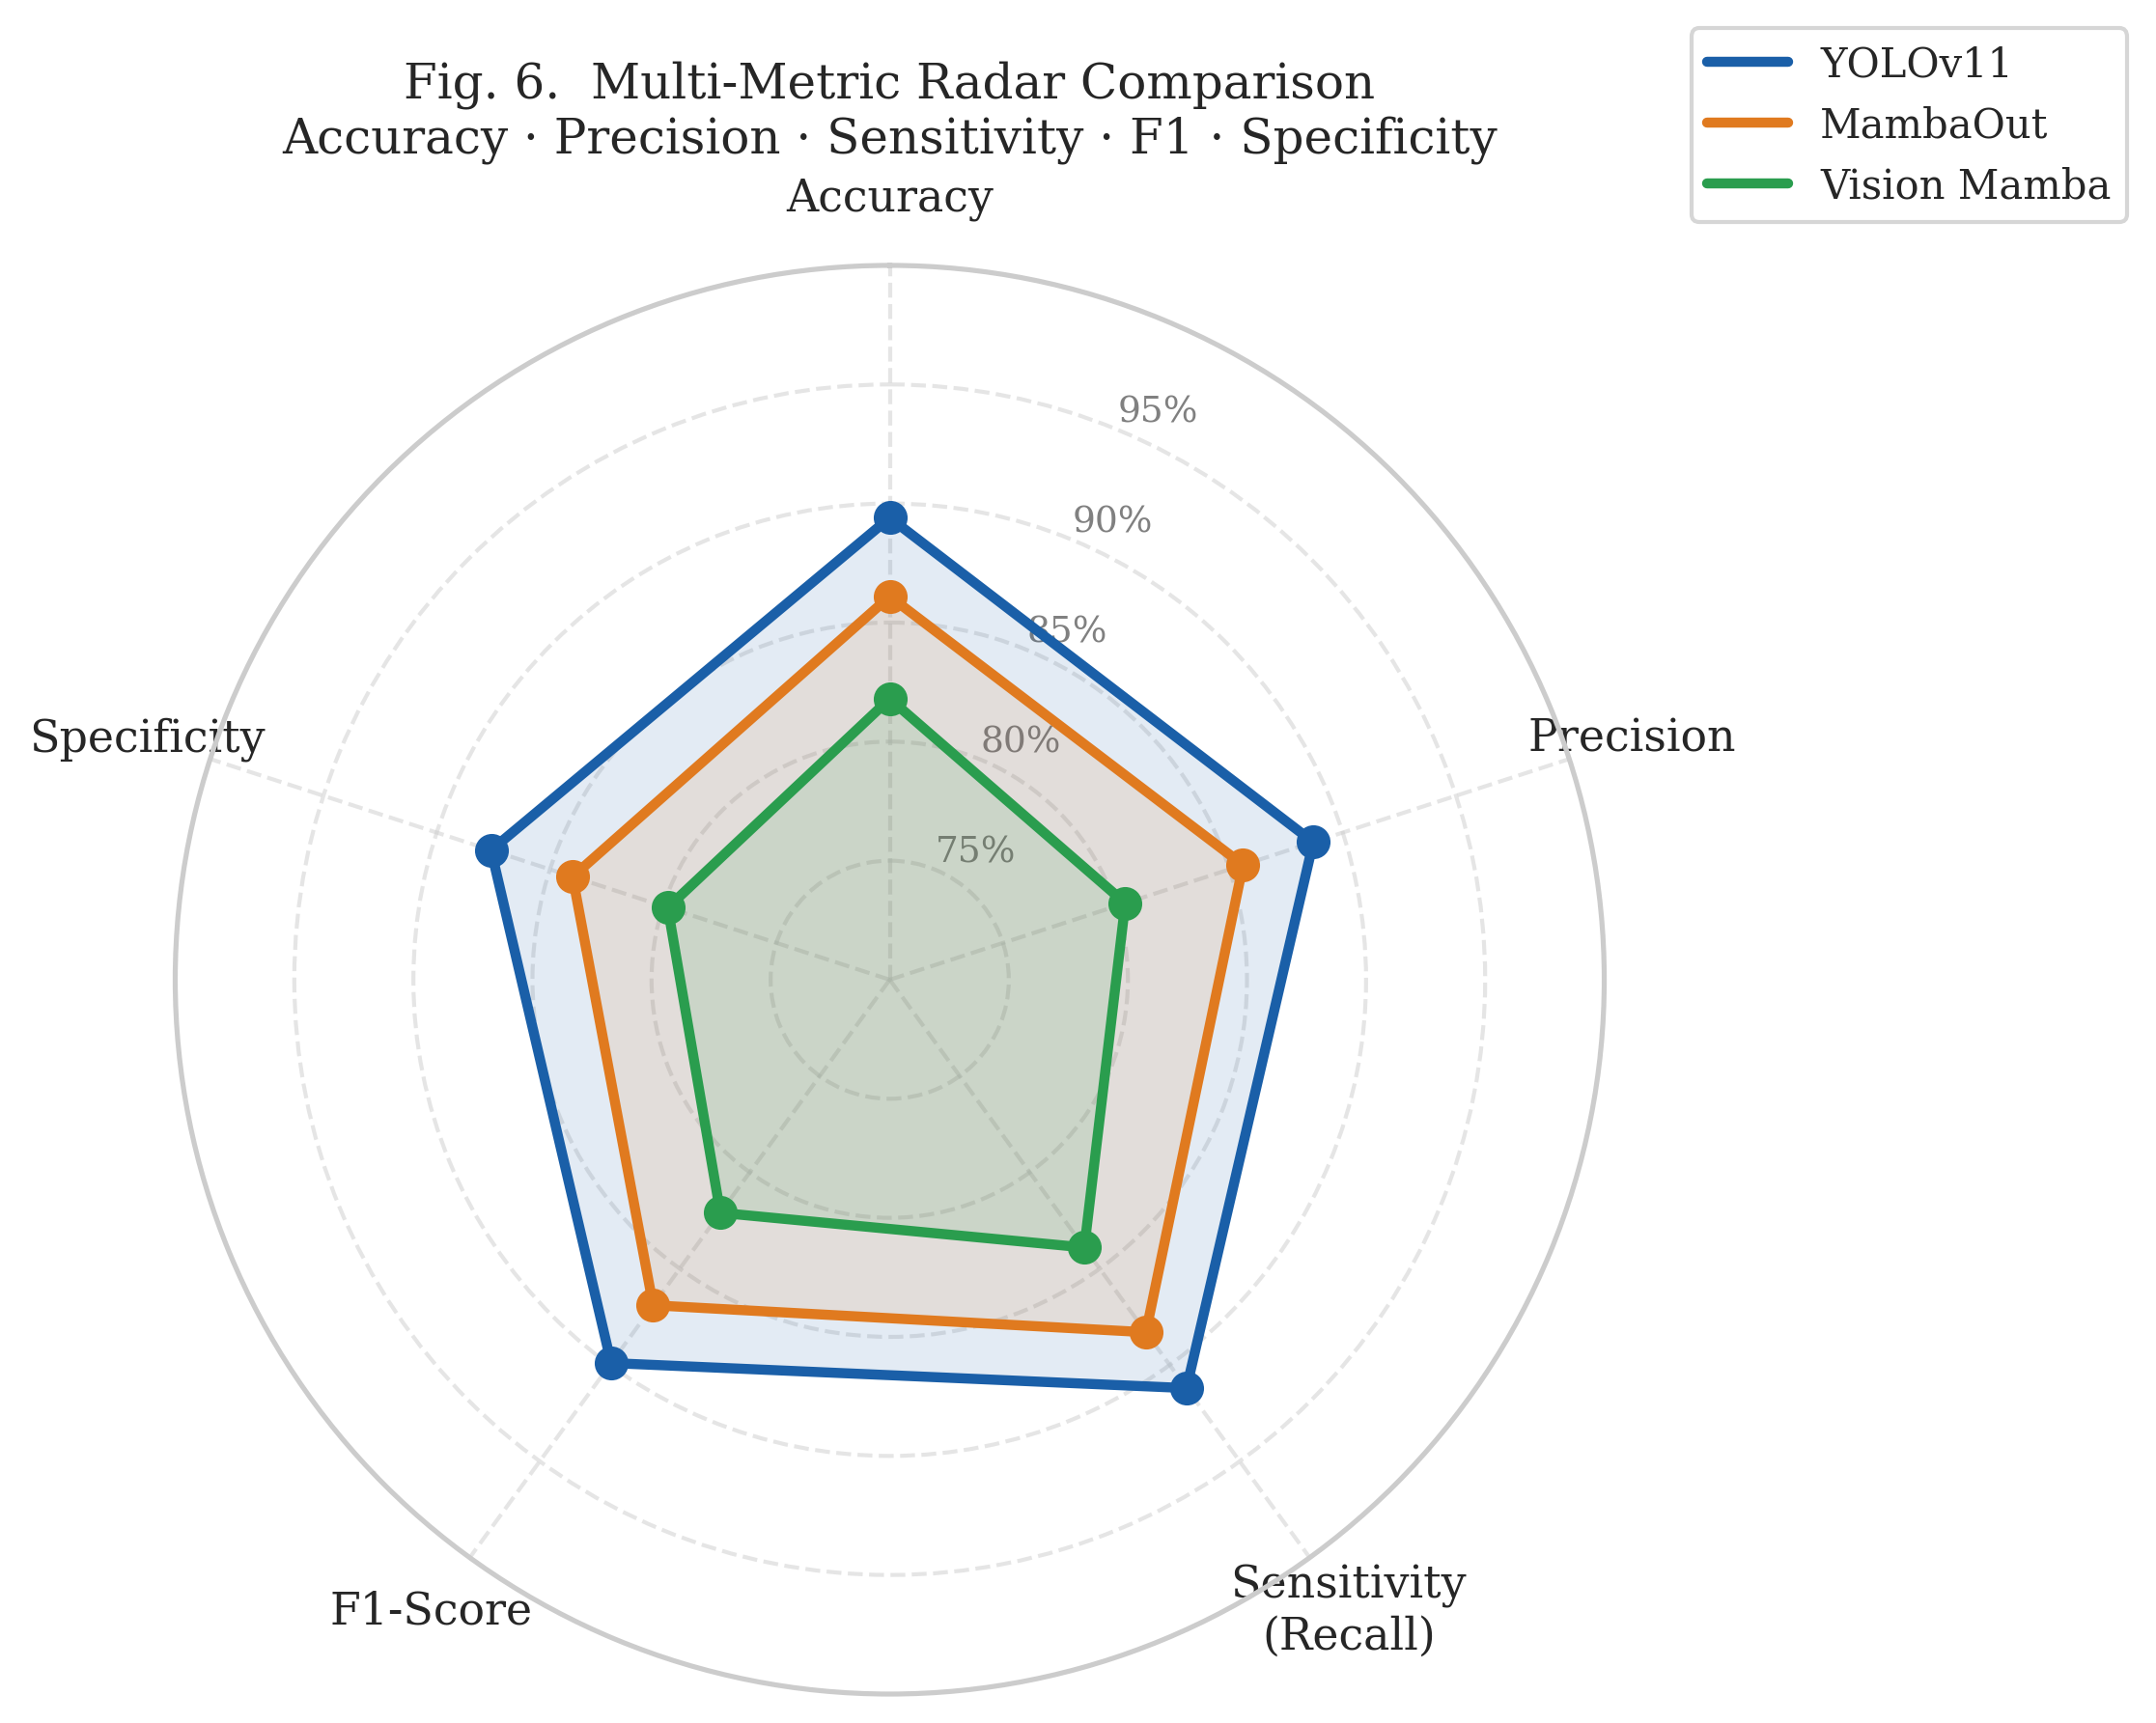 Fig. 6.  Multi-Metric Radar Comparison
Accuracy · Precision · Sensitivity · F1 · Specificity
YOLOv11
MambaOut
Vision Mamba
Accuracy
95%
90%
85%
80%
75%
Specificity
Precision
F1-Score
Sensitivity
(Recall)